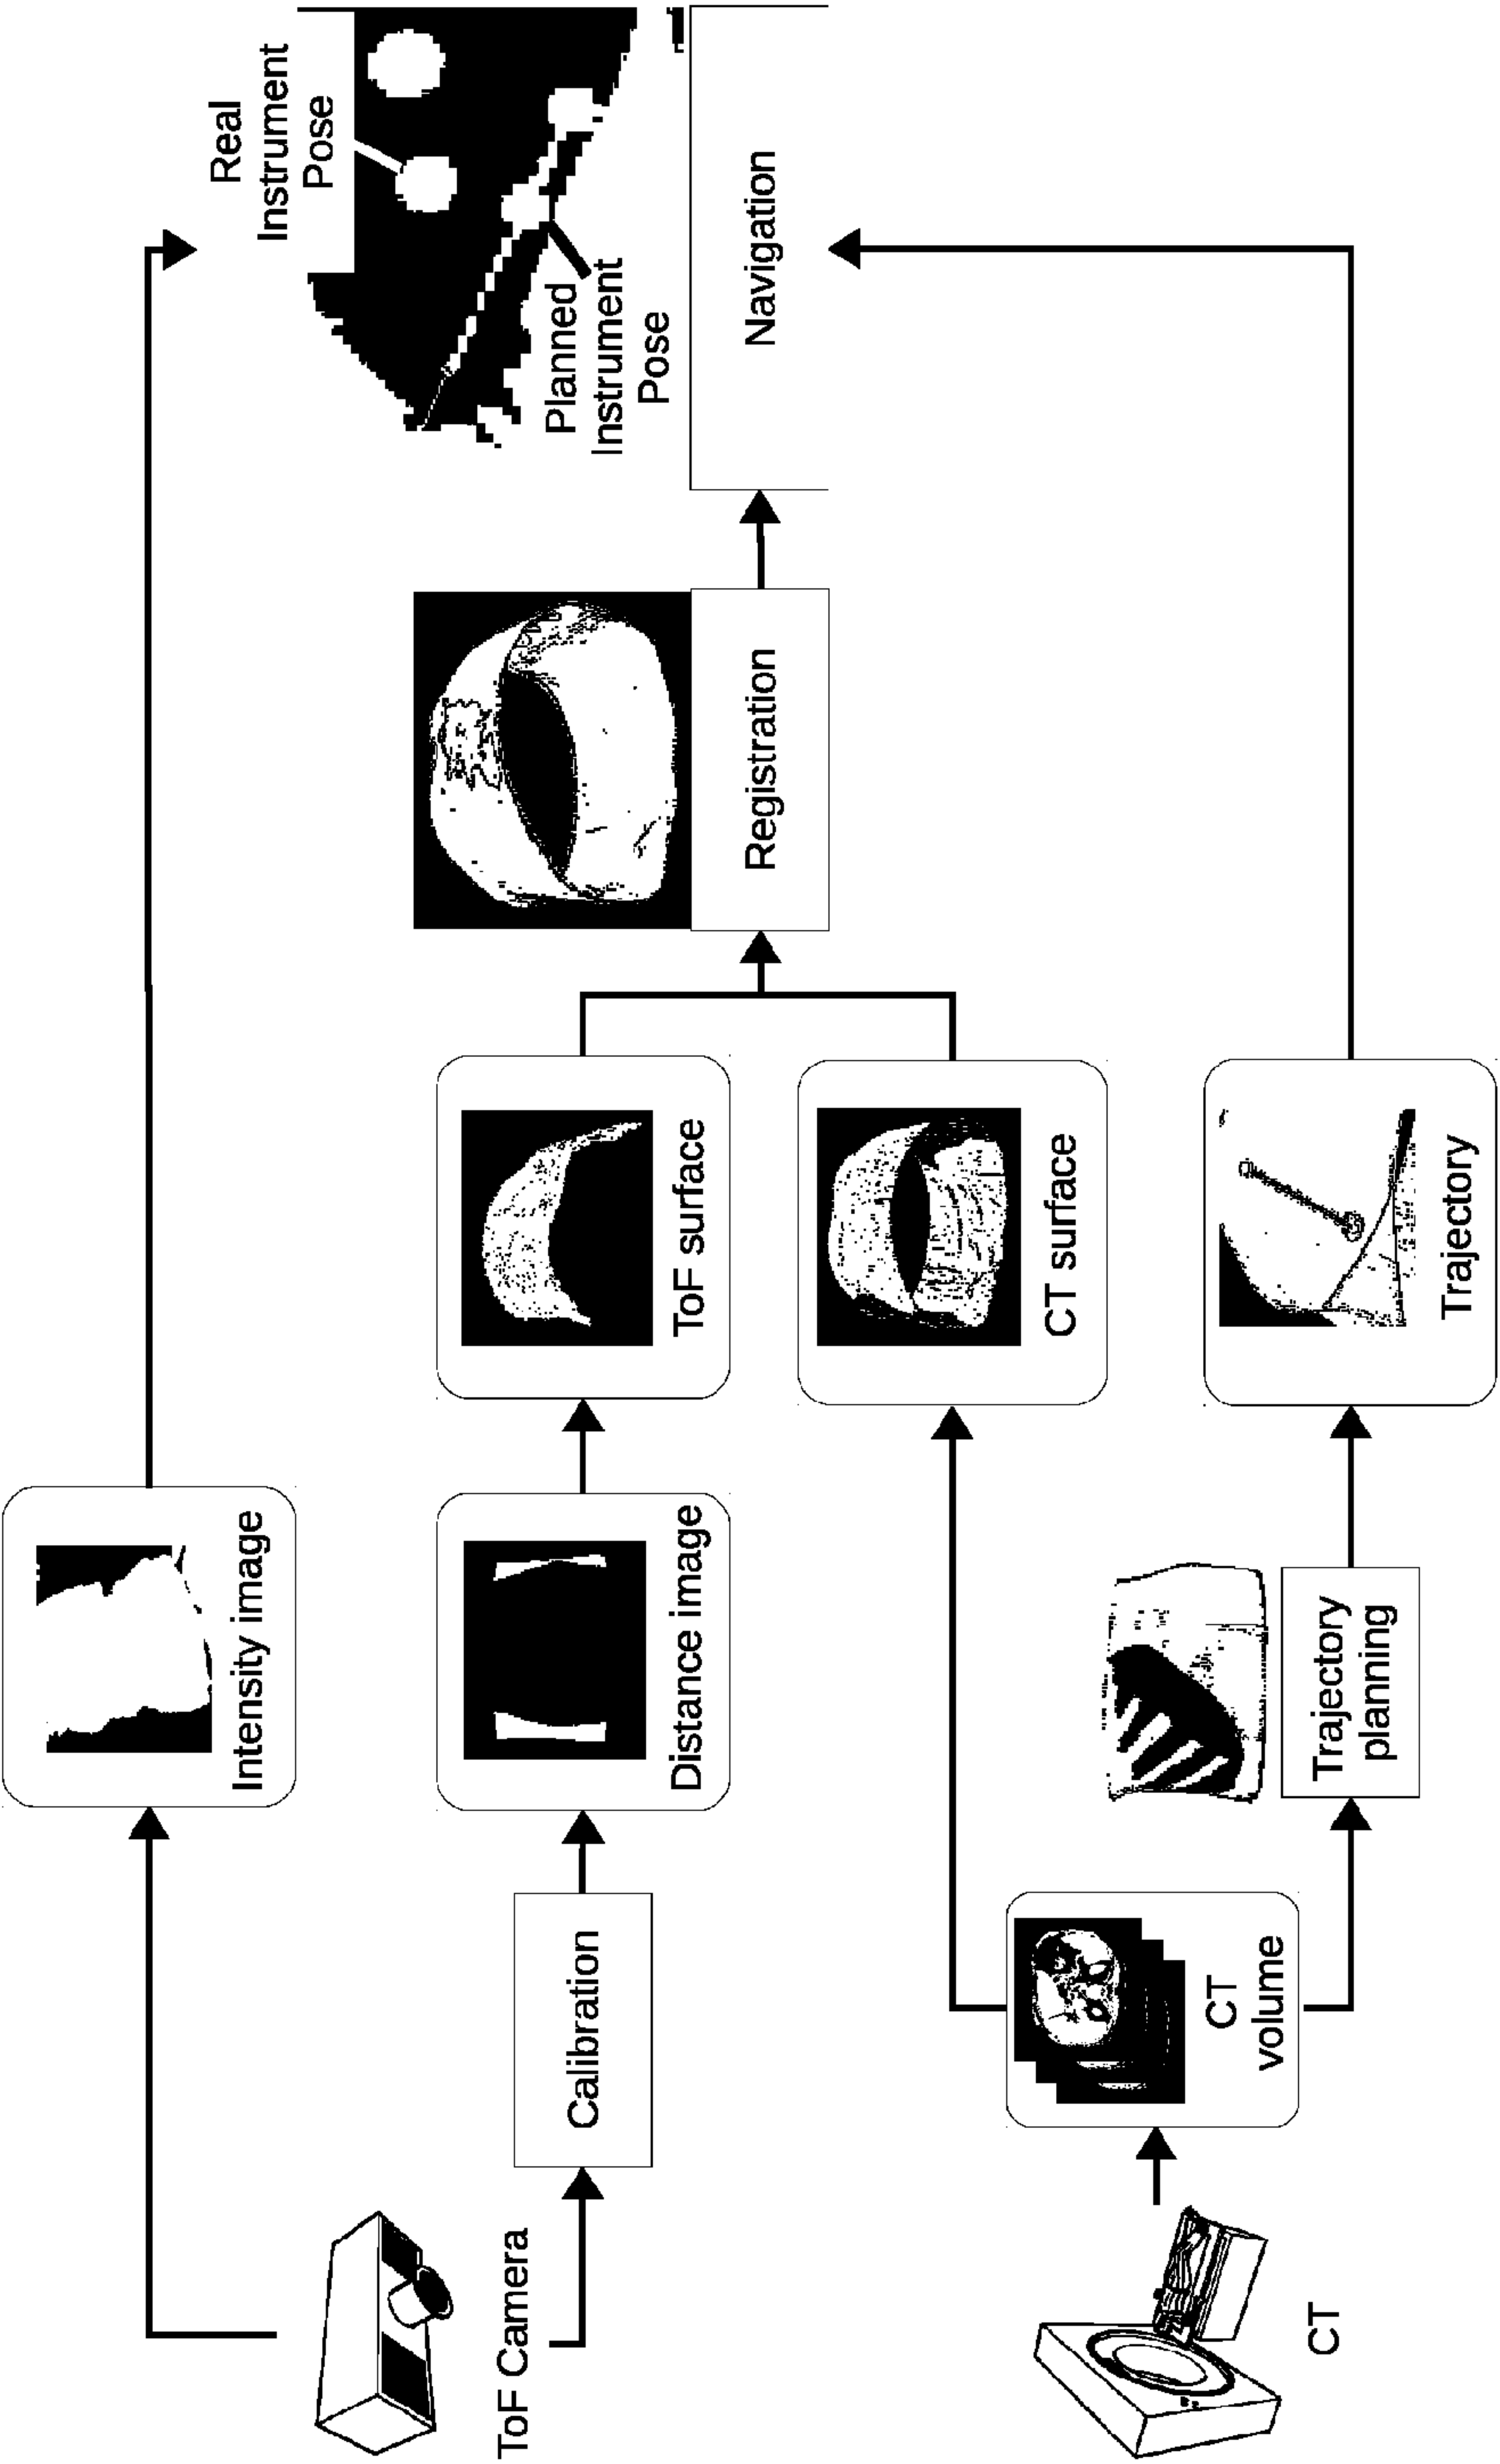 Intensity image
Real
Instrument
Pose
Planned
Instrument
Pose
ToF Camera
Calibration
Distance image
ToF surface
Registration
Navigation
CT surface
CT
CT
volume
Trajectory
planning
Trajectory